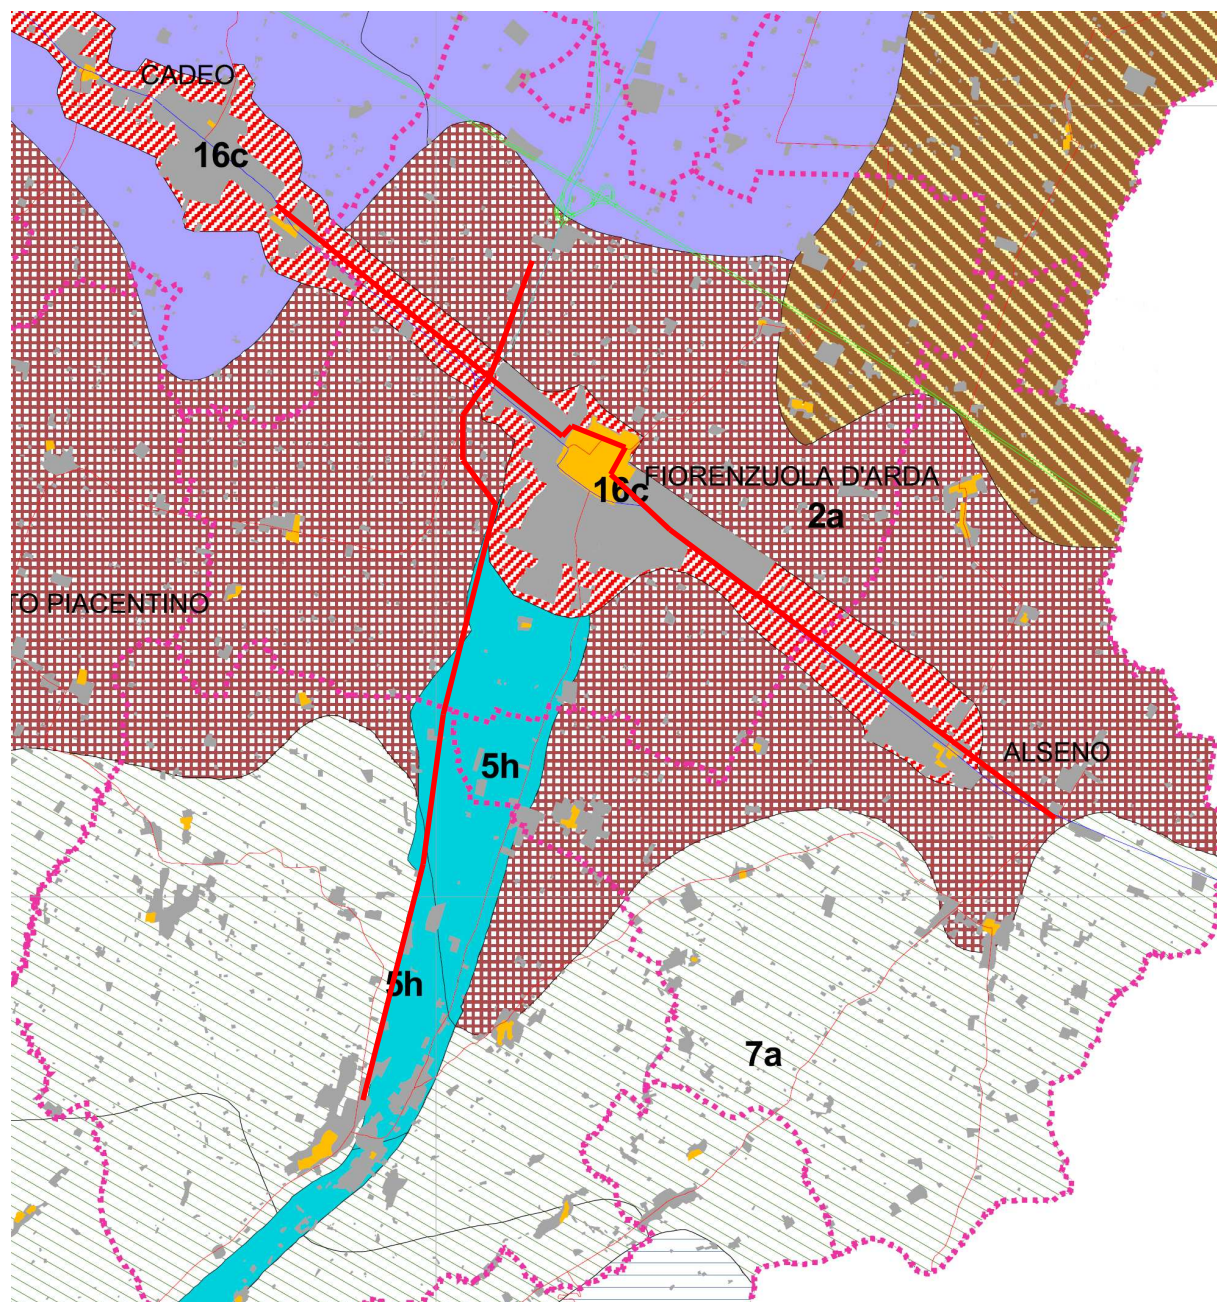 CADEO
16c
FIORENZUOLA D'ARDA
16c
2a
TO PIACENTINO
ALSENO
5h
5h
7a